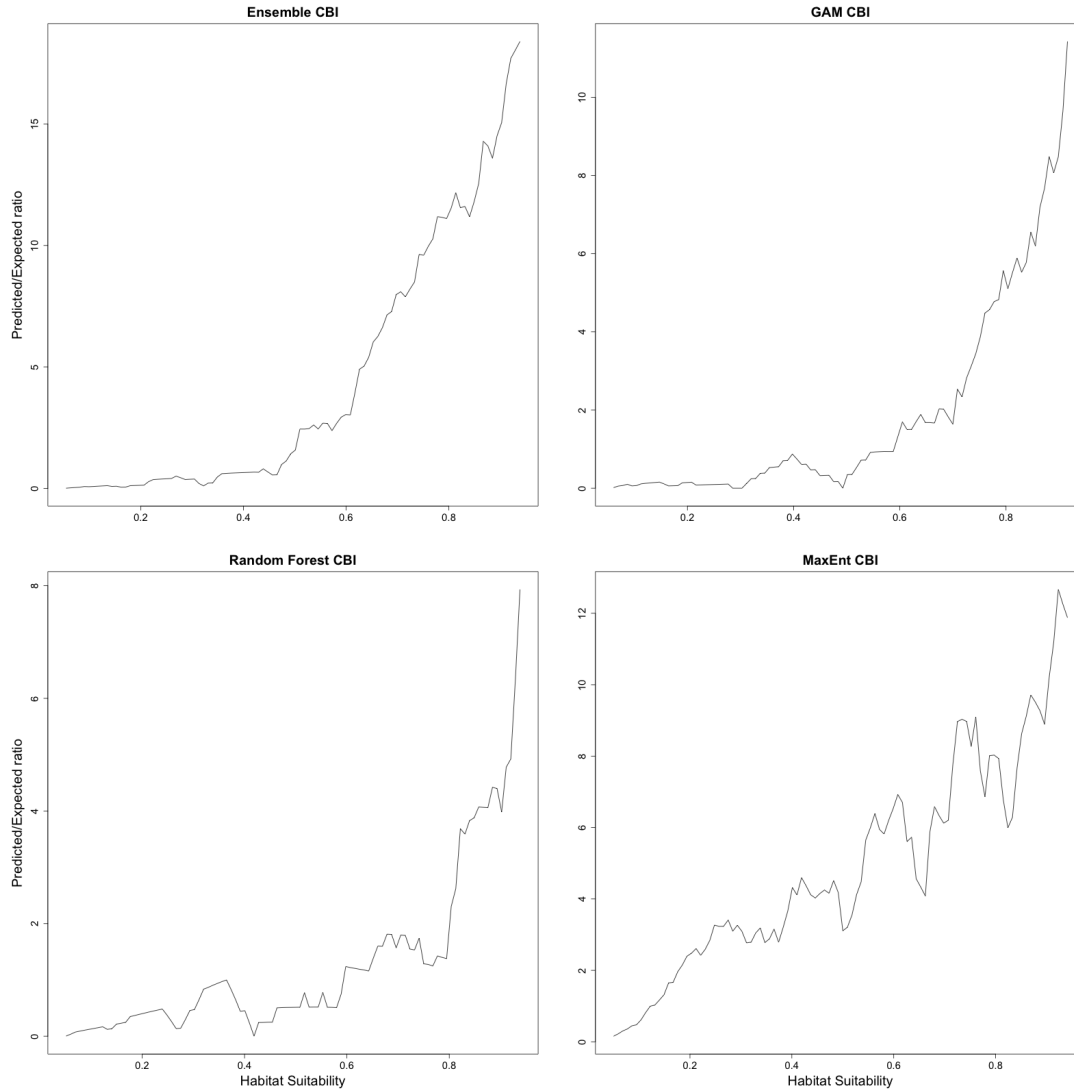 Ensemble CBI
Predicted/Expected ratio
15
10
5
0
0.2 0.4 0.6 0.8
GAM CBI
10
8
6
4
2
0
0.2 0.4 0.6 0.8
Random Forest CBI
Predicted/Expected ratio
8
6
4
2
0
0.2 0.4 0.6 0.8
Habitat Suitability
MaxEnt CBI
12
10
8
6
4
2
0
0.2 0.4 0.6 0.8
Habitat Suitability